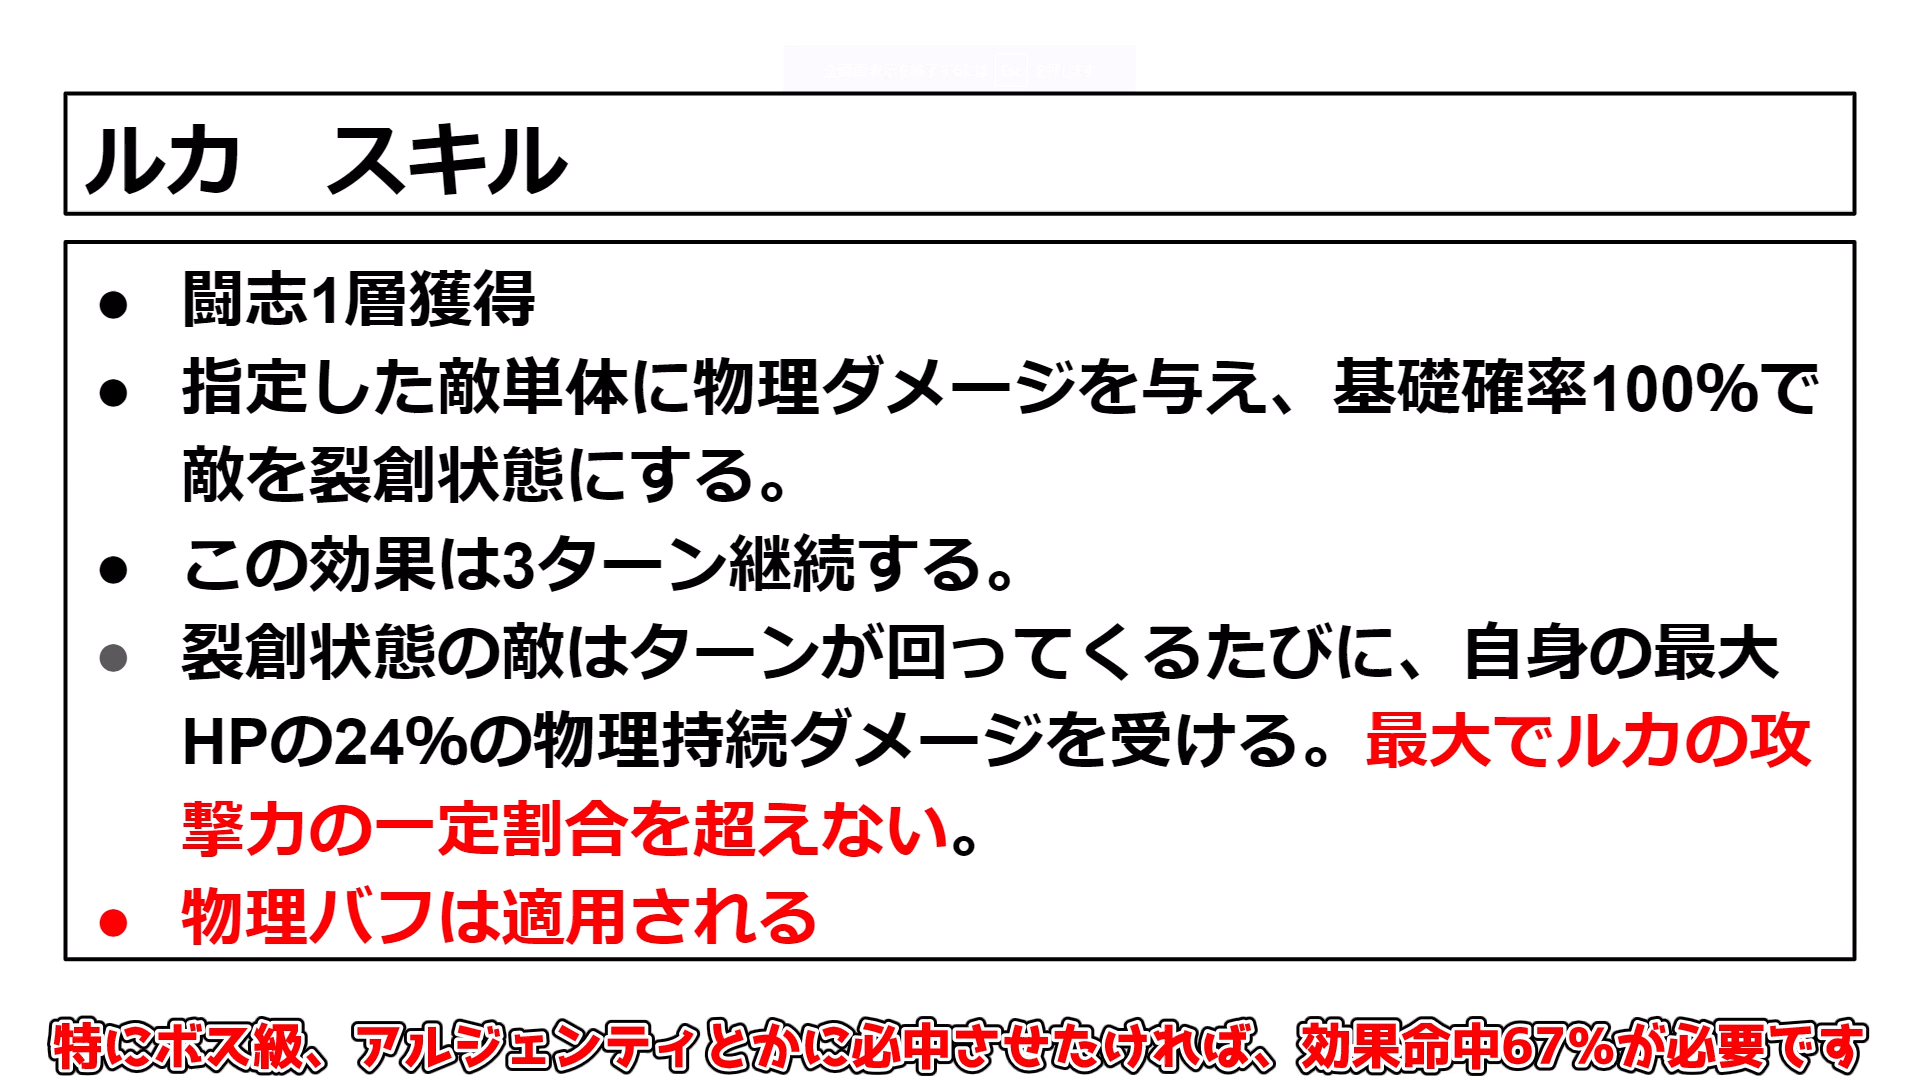 ルカ　スキル
● 闘志1層獲得
● 指定した敵単体に物理ダメージを与え、基礎確率100%で
敵を裂創状態にする。
● この効果は3ターン継続する。
● 裂創状態の敵はターンが回ってくるたびに、自身の最大
HPの24%の物理持続ダメージを受ける。最大でルカの攻
撃力の一定割合を超えない。
● 物理バフは適用される
特にボス級、アルジェンティとかに必中させたければ、効果命中67%が必要です